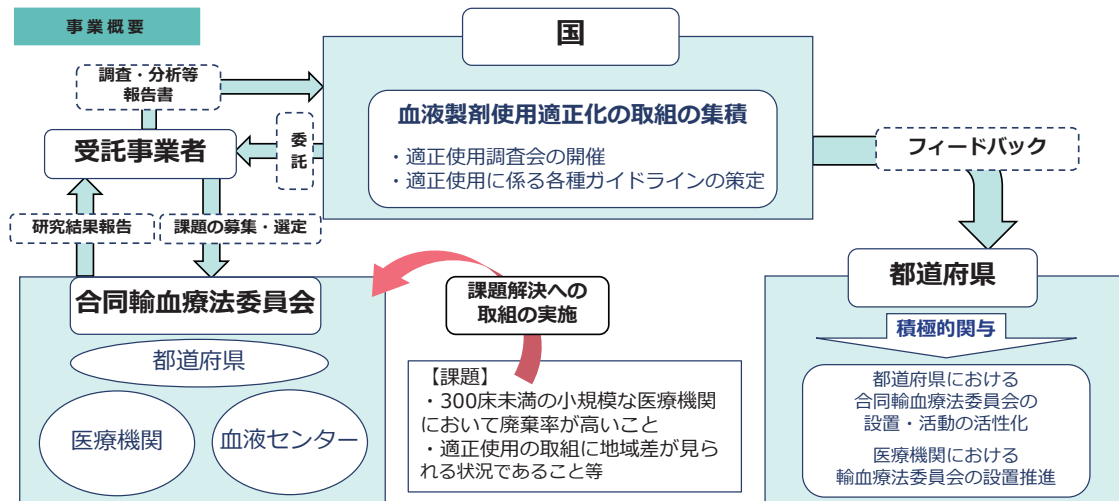 事業概要
国
調査・分析等
報告書
血液製剤使用適正化の取組の集積
・適正使用調査会の開催
・適正使用に係る各種ガイドラインの策定
委
託
受託事業者
フィードバック
研究結果報告
課題の募集・選定
合同輸血療法委員会
都道府県
医療機関
血液センター
課題解決への
取組の実施
【課題】
・300床未満の小規模な医療機関
において廃棄率が高いこと
・適正使用の取組に地域差が見ら
れる状況であること等
都道府県
積極的関与
都道府県における
合同輸血療法委員会の
設置・活動の活性化
医療機関における
輸血療法委員会の設置推進